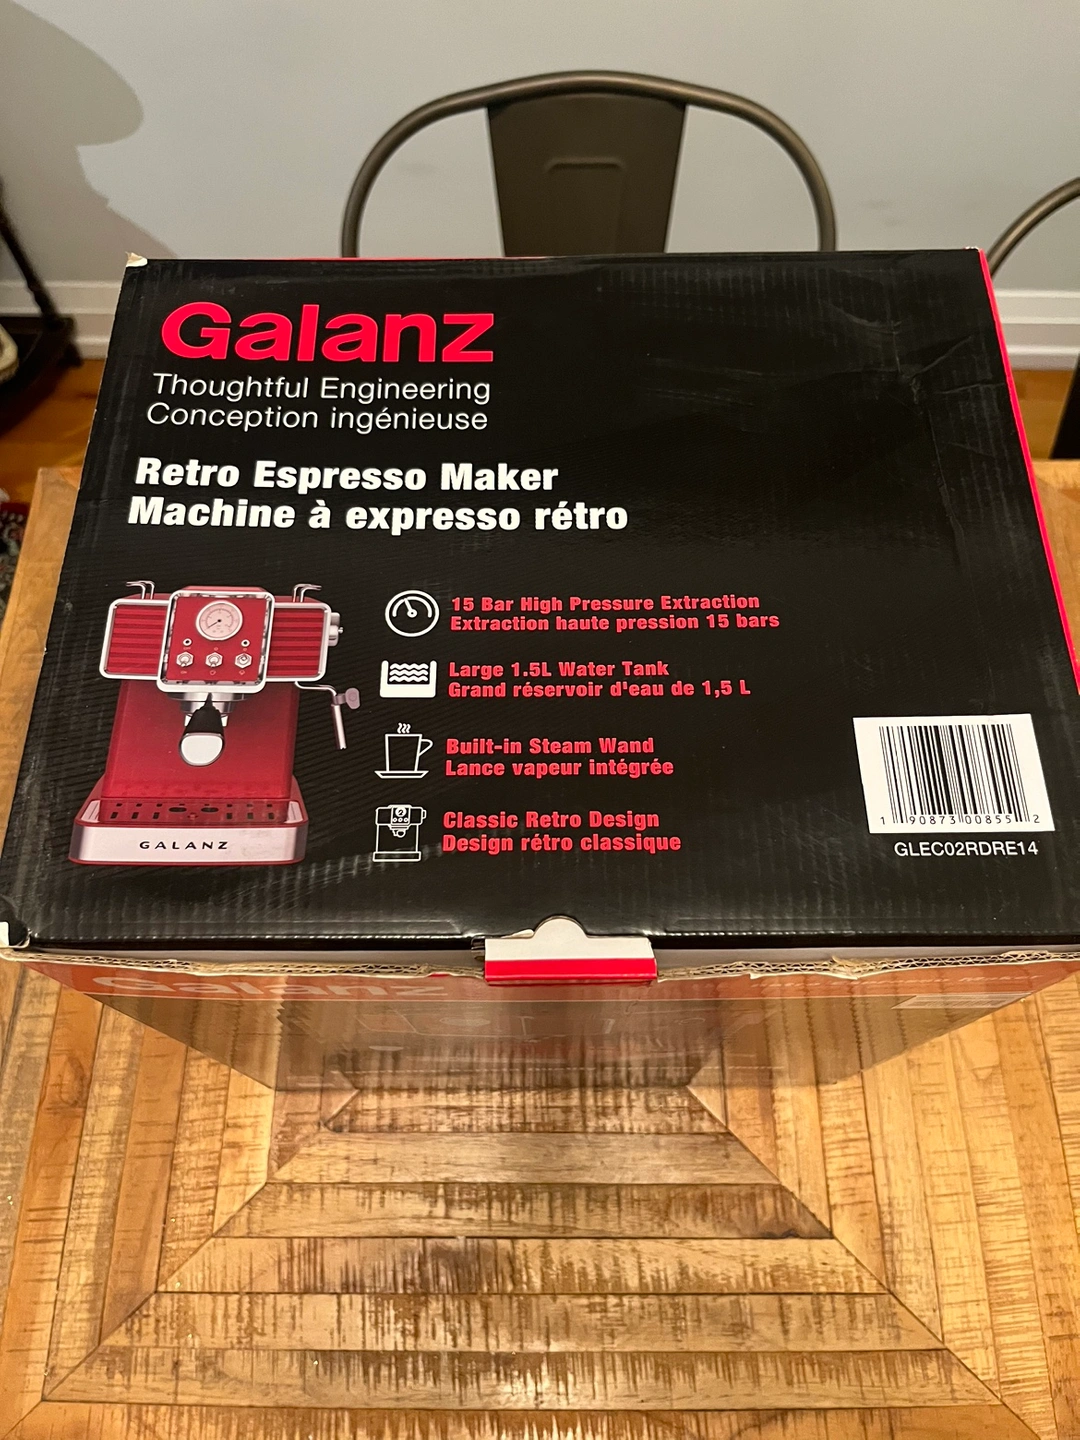 Galanz
Thoughtful Engineering
Conception ingénieuse
Retro Espresso Maker
Machine à expresso rétro
15 Bar High Pressure Extraction
Extraction haute pression 15 bars
Large 1.5L Water Tank
Grand réservoir d'eau de 1,5 L
Built-in Steam Wand
Lance vapeur intégrée
Classic Retro Design
Design rétro classique
GALANZ
1 90873 00855 2
GLEC02RDRE14
Galanz